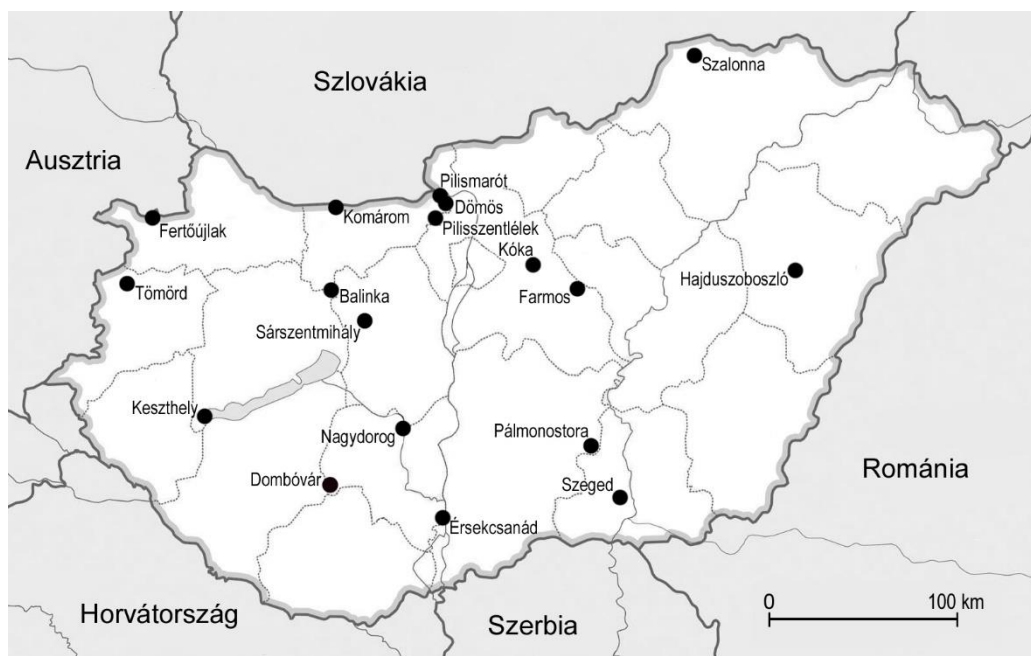 Szlovákia
Szalonna
Ausztria
Pilismarót
Dömös
Komárom
Fertőújlak
Pilisszentlélek
Kóka
Hajduszoboszló
Tömörd
Balinka
Farmos
Sárszentmihály
Keszthely
Nagydorog
Pálmonostora
Románia
Dombóvár
Szeged
Érsekcsanád
Horvátország
Szerbia
0 100 km